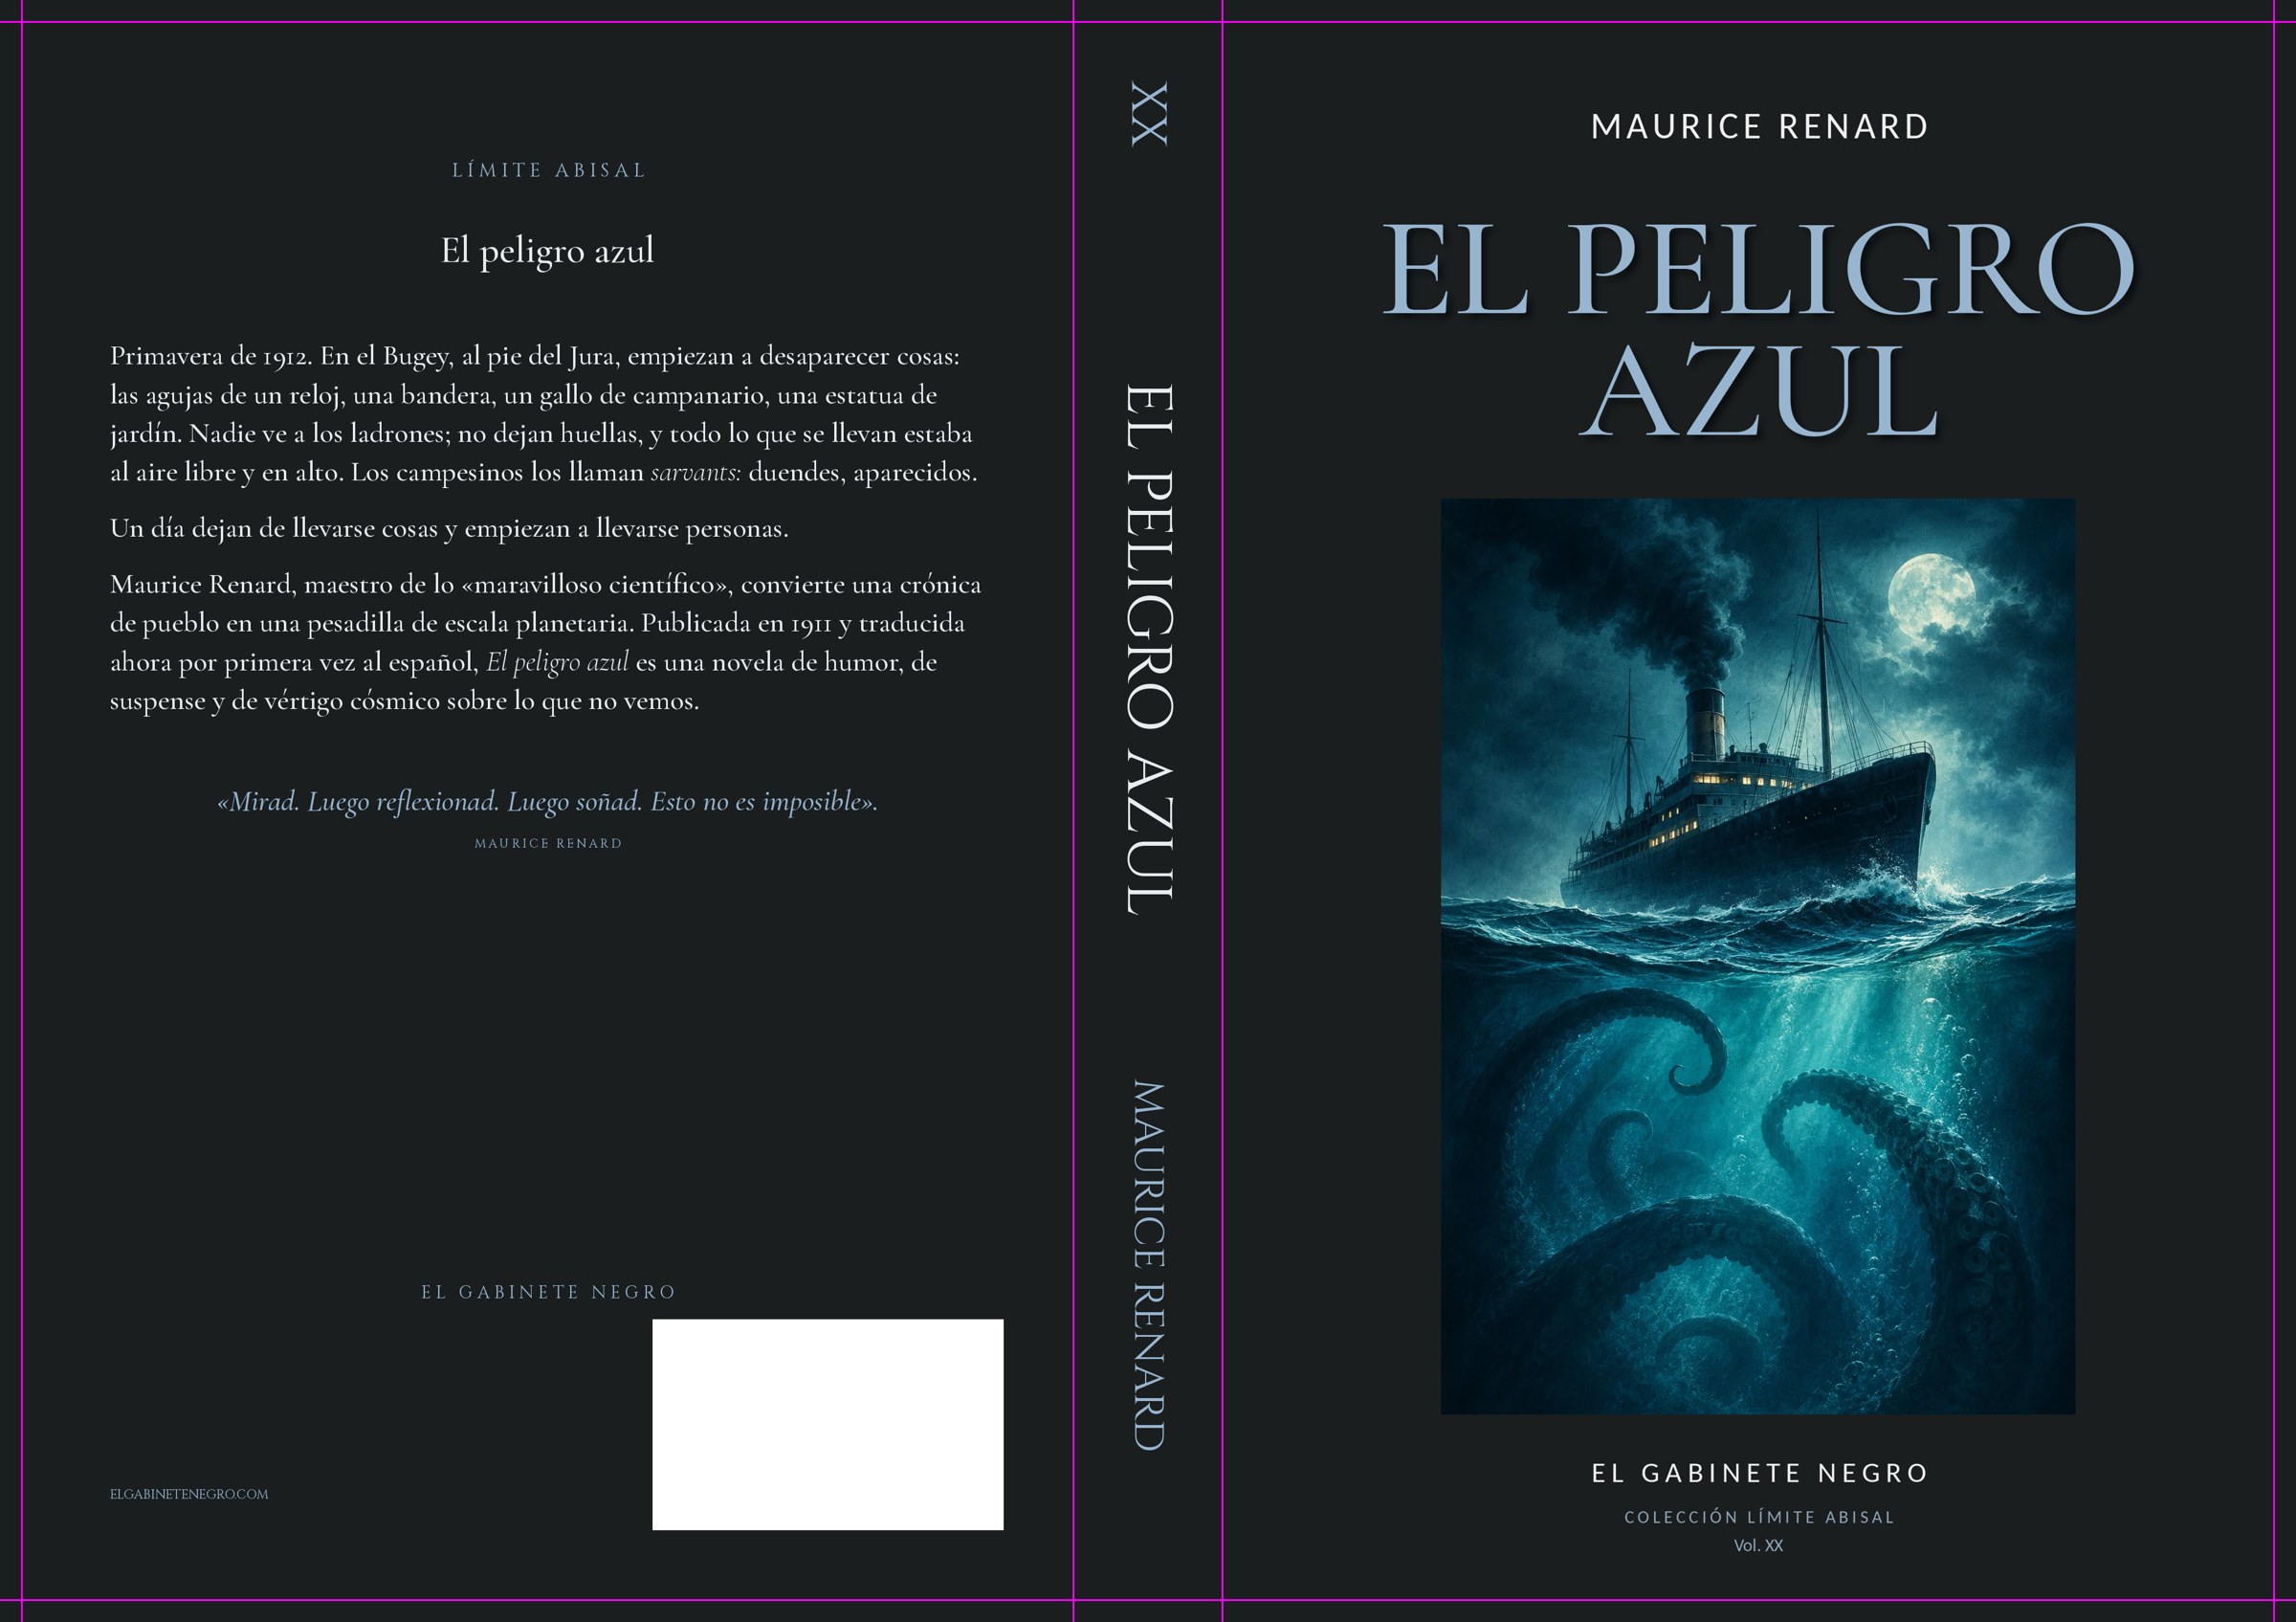 LÍMITE ABISAL
El peligro azul
Primavera de 1912. En el Bugey, al pie del Jura, empiezan a desaparecer cosas:
las agujas de un reloj, una bandera, un gallo de campanario, una estatua de
jardín. Nadie ve a los ladrones; no dejan huellas, y todo lo que se llevan estaba
al aire libre y en alto. Los campesinos los llaman sarvants: duendes, aparecidos.
Un día dejan de llevarse cosas y empiezan a llevarse personas.
Maurice Renard, maestro de lo «maravilloso científico», convierte una crónica
de pueblo en una pesadilla de escala planetaria. Publicada en 1911 y traducida
ahora por primera vez al español, El peligro azul es una novela de humor, de
suspense y de vértigo cósmico sobre lo que no vemos.
«Mirad. Luego reflexionad. Luego soñad. Esto no es imposible».
MAURICE RENARD
EL GABINETE NEGRO
ELGABINETENEGRO.COM
XX
EL PELIGRO AZUL
MAURICE RENARD
MAURICE RENARD
EL PELIGRO
AZUL
EL GABINETE NEGRO
COLECCIÓN LÍMITE ABISAL
Vol. XX